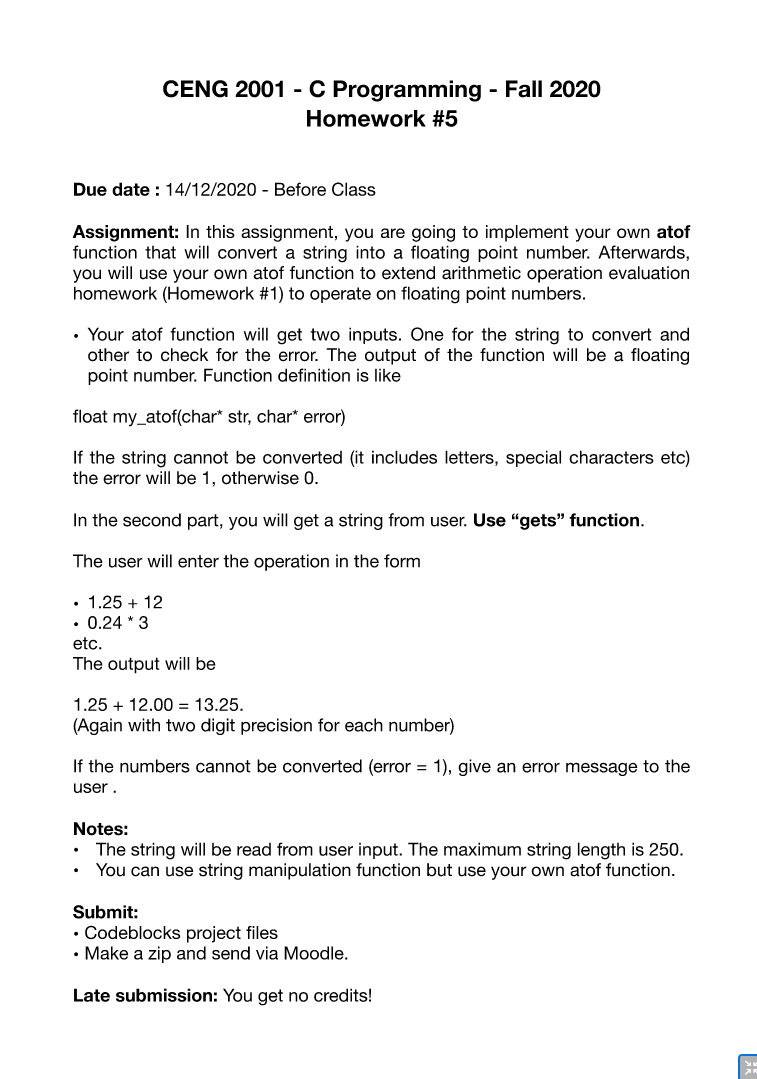 CENG 2001 - C Programming - Fall 2020
Homework #5
Due date : 14/12/2020 - Before Class
Assignment: In this assignment, you are going to implement your own atof
function that will convert a string into a floating point number. Afterwards,
you will use your own atof function to extend arithmetic operation evaluation
homework (Homework #1) to operate on floating point numbers.
• Your atof function will get two inputs. One for the string to convert and
other to check for the error. The output of the function will be a floating
point number. Function definition is like
float my_atof(char* str, char* error)
If the string cannot be converted (it includes letters, special characters etc)
the error will be 1, otherwise 0.
In the second part, you will get a string from user. Use “gets” function.
The user will enter the operation in the form
• 1.25 + 12
• 0.24 * 3
etc.
The output will be
1.25 + 12.00 = 13.25.
(Again with two digit precision for each number)
If the numbers cannot be converted (error = 1), give an error message to the
user .
Notes:
• The string will be read from user input. The maximum string length is 250.
• You can use string manipulation function but use your own atof function.
Submit:
• Codeblocks project files
• Make a zip and send via Moodle.
Late submission: You get no credits!